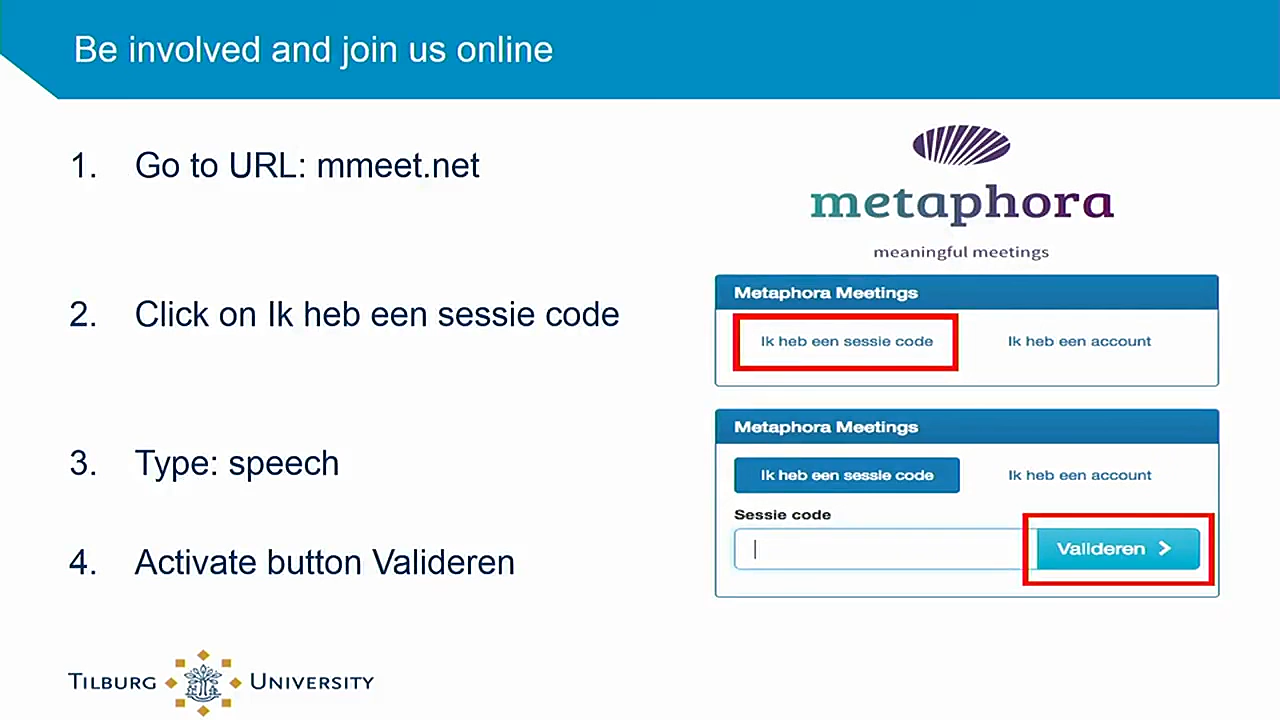 Be involved and join us online
1. Go to URL: mmeet.net
2. Click on Ik heb een sessie code
3. Type: speech
4. Activate button Valideren
metaphora
meaningful meetings
Metaphora Meetings
Ik heb een sessie code Ik heb een account
Metaphora Meetings
Ik heb een sessie code Ik heb een account
Sessie code
Valideren
TILBURG UNIVERSITY